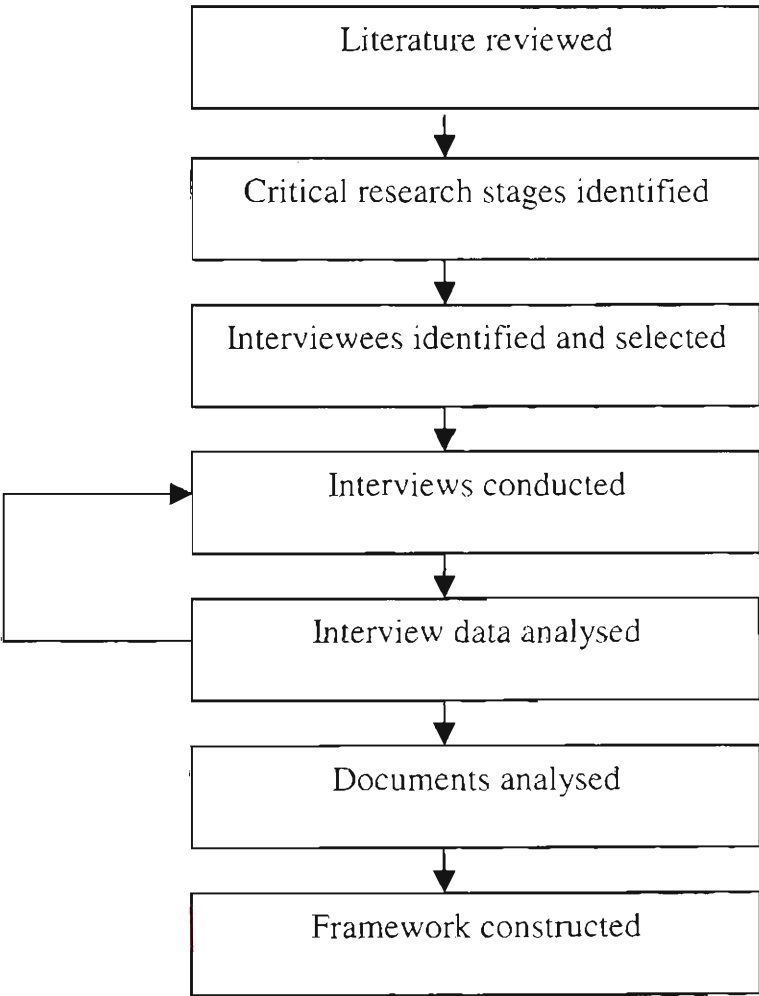 Literature reviewed
Critical research stages identified
Interviewees identified and selected
Interviews conducted
Interview data analysed
Documents analysed
Framework constructed